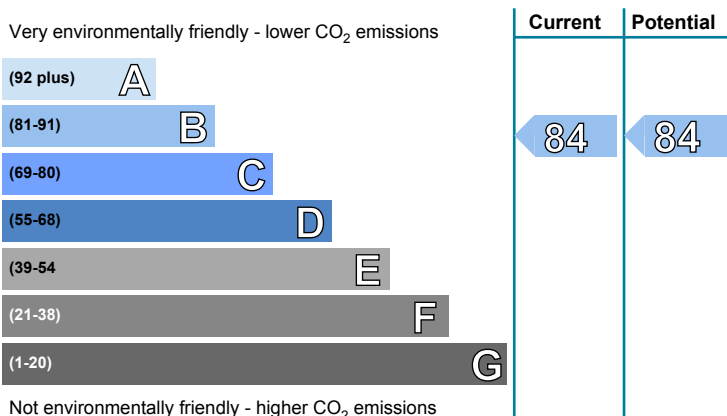 Very environmentally friendly - lower CO₂ emissions
Current Potential
(92 plus) A
(81-91) B
84 84
(69-80) C
(55-68) D
(39-54 E
(21-38) F
(1-20) G
Not environmentally friendly - higher CO₂ emissions